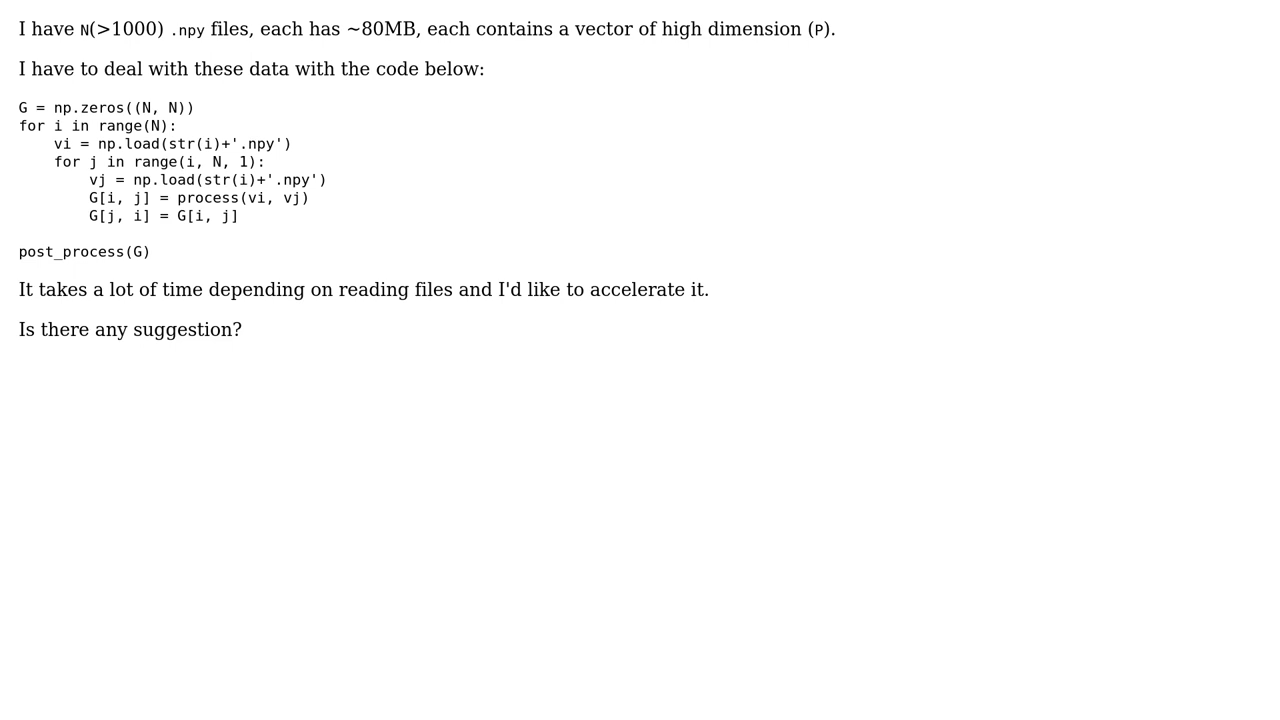 I have N(>1000) .npy files, each has ~80MB, each contains a vector of high dimension (P).
I have to deal with these data with the code below:
G = np.zeros((N, N))
for i in range(N):
    vi = np.load(str(i)+'.npy')
    for j in range(i, N, 1):
        vj = np.load(str(i)+'.npy')
        G[i, j] = process(vi, vj)
        G[j, i] = G[i, j]
post_process(G)
It takes a lot of time depending on reading files and I'd like to accelerate it.
Is there any suggestion?